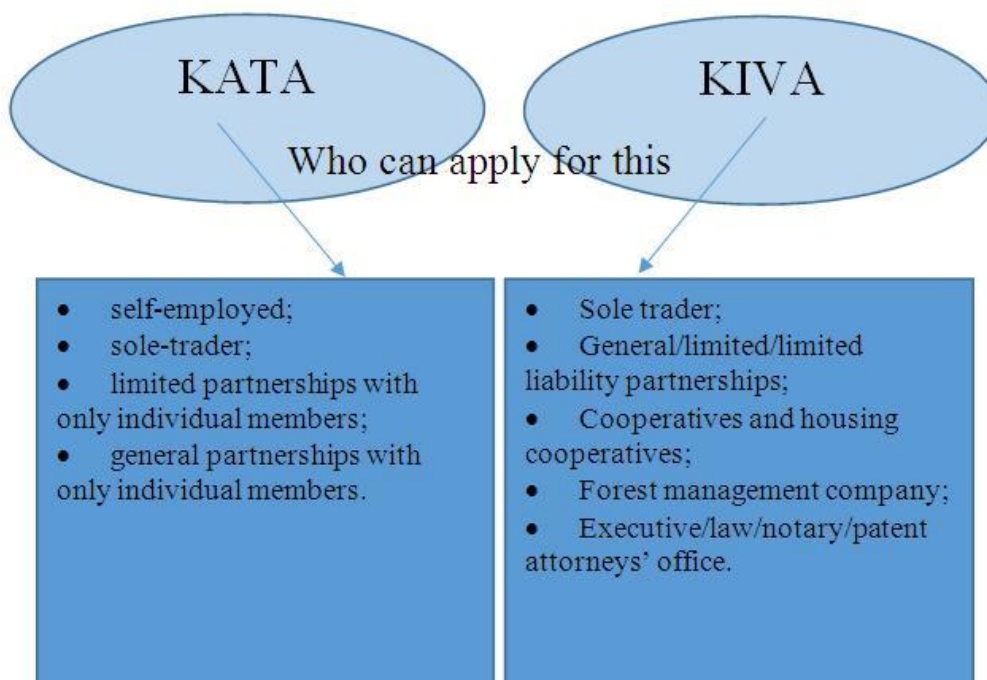 KATA
KIVA
Who can apply for this
• self-employed;
• sole-trader;
• limited partnerships with
only individual members;
• general partnerships with
only individual members.
• Sole trader;
• General/limited/limited
liability partnerships;
• Cooperatives and housing
cooperatives;
• Forest management company;
• Executive/law/notary/patent
attorneys’ office.